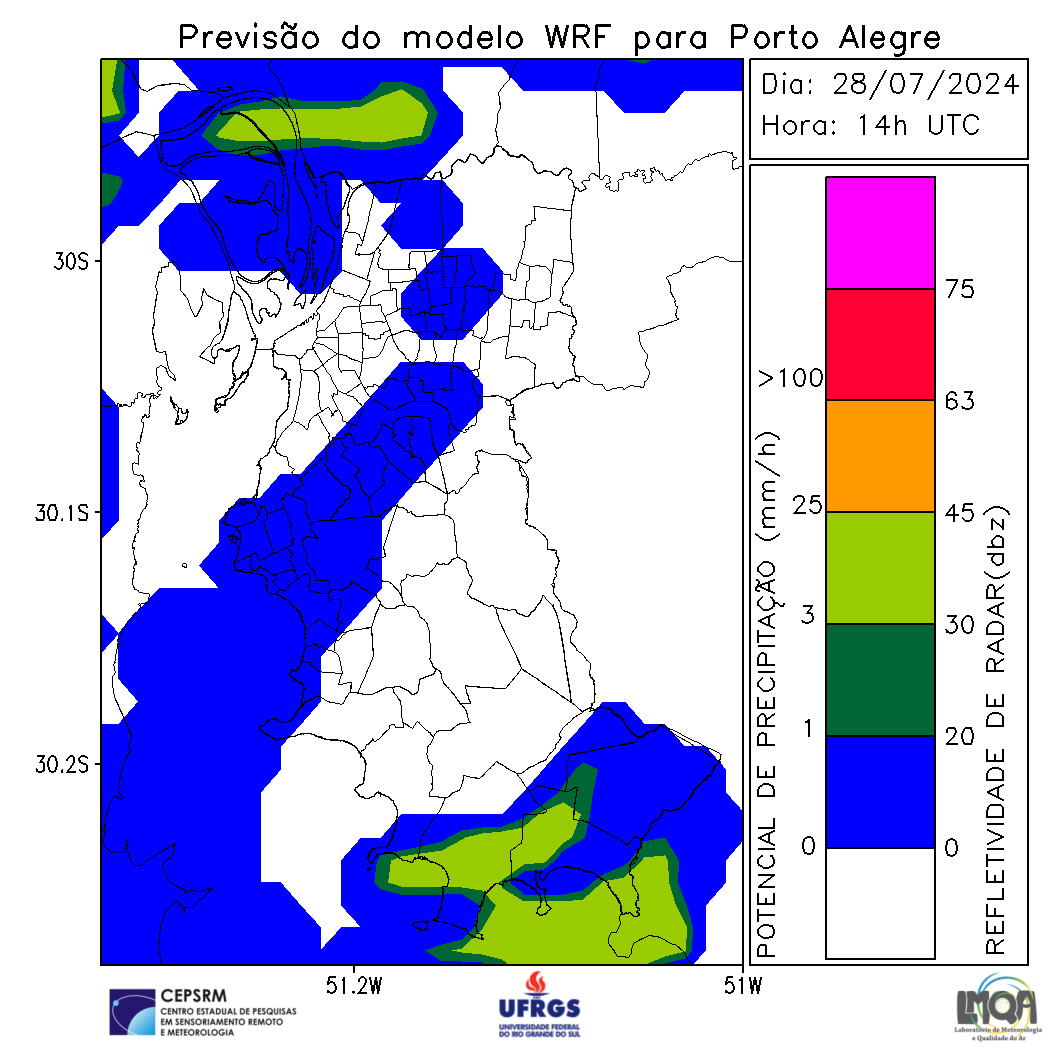 Previsão do modelo WRF para Porto Alegre
Dia: 28/07/2024
Hora: 14h UTC
30S
30.1S
30.2S
51.2W
51W
POTENCIAL DE PRECIPITAÇÃO (mm/h)
>100
25
3
1
0
75
63
45
30
20
0
REFLETIVIDADE DE RADAR(dbz)
CEPSRM
CENTRO ESTADUAL DE PESQUISAS
EM SENSORIAMENTO REMOTO
E METEOROLOGIA
UFRGS
UNIVERSIDADE FEDERAL
DO RIO GRANDE DO SUL
LMQA
Laboratório de Meteorologia
e Qualidade do Ar